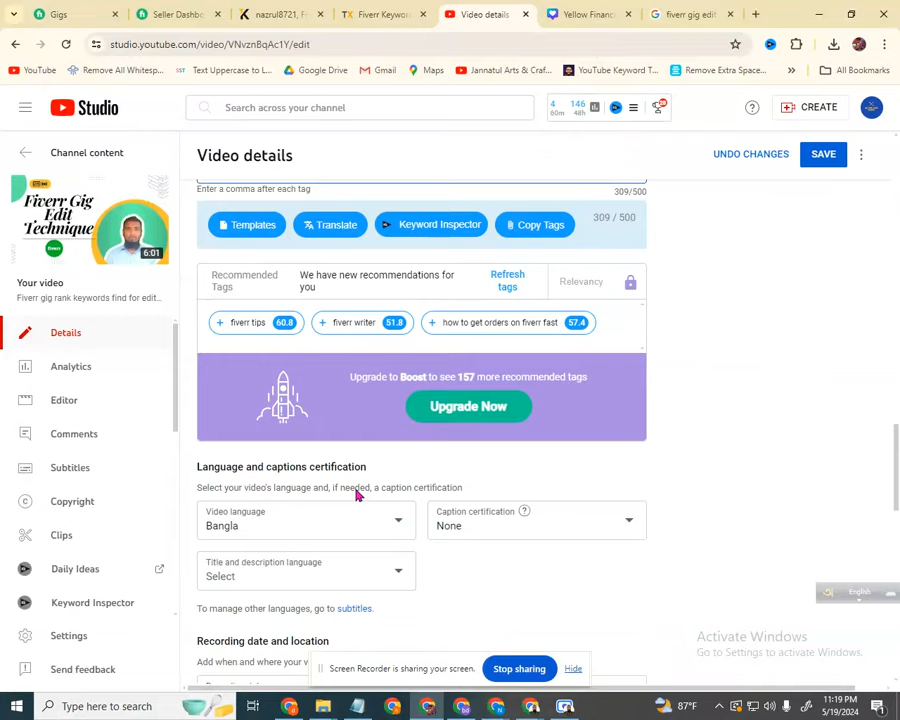 Gigs
Seller Dashbo
nazrul8721, F
Fiverr Keywor
Video details
Yellow Financ
fiverr gig edit
studio.youtube.com/video/VNvznBqAc1Y/edit
YouTube
Remove All Whitesp...
Text Uppercase to L...
Google Drive
Gmail
Maps
Jannatul Arts & Craf...
YouTube Keyword T...
Remove Extra Space...
All Bookmarks
Studio
Search across your channel
4
60m
146
48h
CREATE
Channel content
Video details
UNDO CHANGES
SAVE
Fiverr Gig
Edit
Technique
fiverr
6:01
Your video
Fiverr gig rank keywords find for edit...
Details
Analytics
Editor
Comments
Subtitles
Copyright
Clips
Daily Ideas
Keyword Inspector
Settings
Send feedback
Enter a comma after each tag
309/500
Templates
Translate
Keyword Inspector
Copy Tags
309 / 500
Recommended
Tags
We have new recommendations for
you
Refresh
tags
Relevancy
+ fiverr tips 60.8
+ fiverr writer 51.8
+ how to get orders on fiverr fast 57.4
Upgrade to Boost to see 157 more recommended tags
Upgrade Now
Language and captions certification
Select your video's language and, if needed, a caption certification
Video language
Bangla
Caption certification
None
Title and description language
Select
To manage other languages, go to subtitles.
English
Recording date and location
Add when and where your v
Screen Recorder is sharing your screen.
Stop sharing
Hide
Activate Windows
Go to Settings to activate Windows.
Type here to search
87°F
11:19 PM
5/19/2024